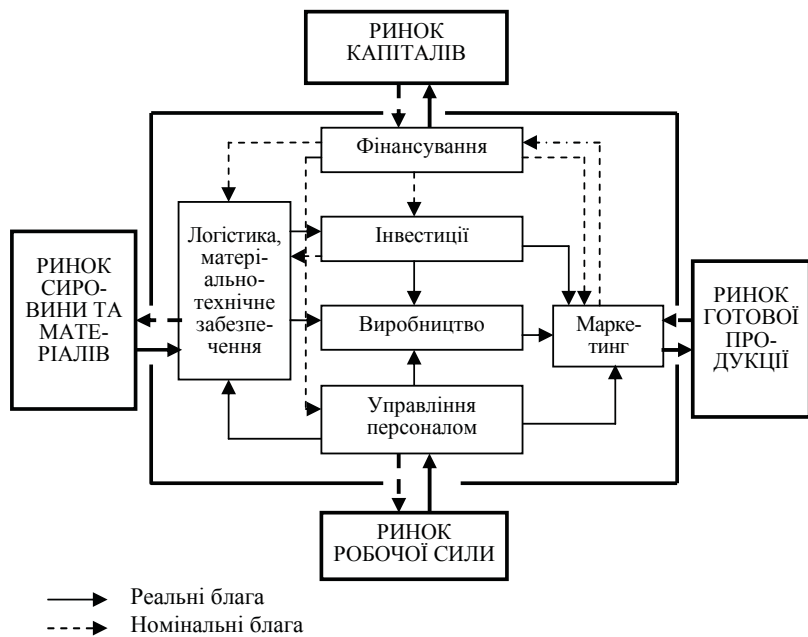 РИНОК
КАПІТАЛІВ
Фінансування
Логістика,
матері-
ально-
технічне
забезпе-
чення
Інвестиції
РИНОК
СИРО-
ВИНИ ТА
МАТЕ-
РІАЛІВ
Виробництво
Марке-
тинг
РИНОК
ГОТОВОЇ
ПРО-
ДУКЦІЇ
Управління
персоналом
РИНОК
РОБОЧОЇ СИЛИ
Реальні блага
Номінальні блага